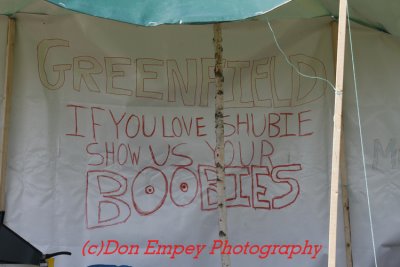 GREENFIELD
IF YOU LOVE SHUBIE
SHOW US YOUR
BOOBIES
(c)Don Empey Photography